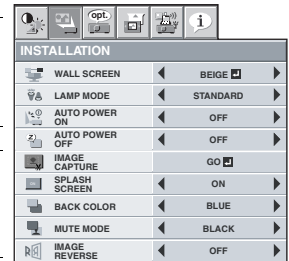 opt.
INSTALLATION
WALL SCREEN BEIGE
LAMP MODE STANDARD
AUTO POWER ON OFF
AUTO POWER OFF OFF
IMAGE CAPTURE GO
SPLASH SCREEN ON
BACK COLOR BLUE
MUTE MODE BLACK
IMAGE REVERSE OFF